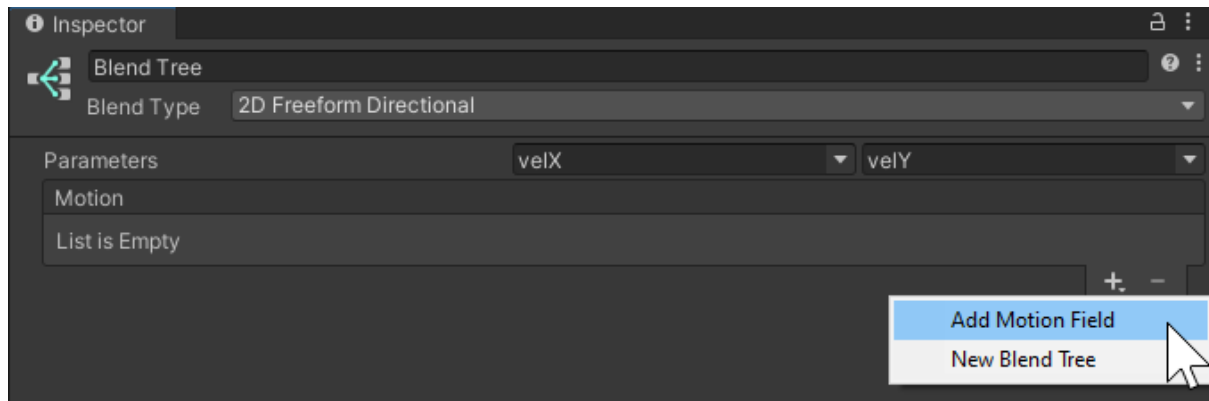 Inspector
Blend Tree
Blend Type 2D Freeform Directional
Parameters velX velY
Motion
List is Empty
Add Motion Field
New Blend Tree